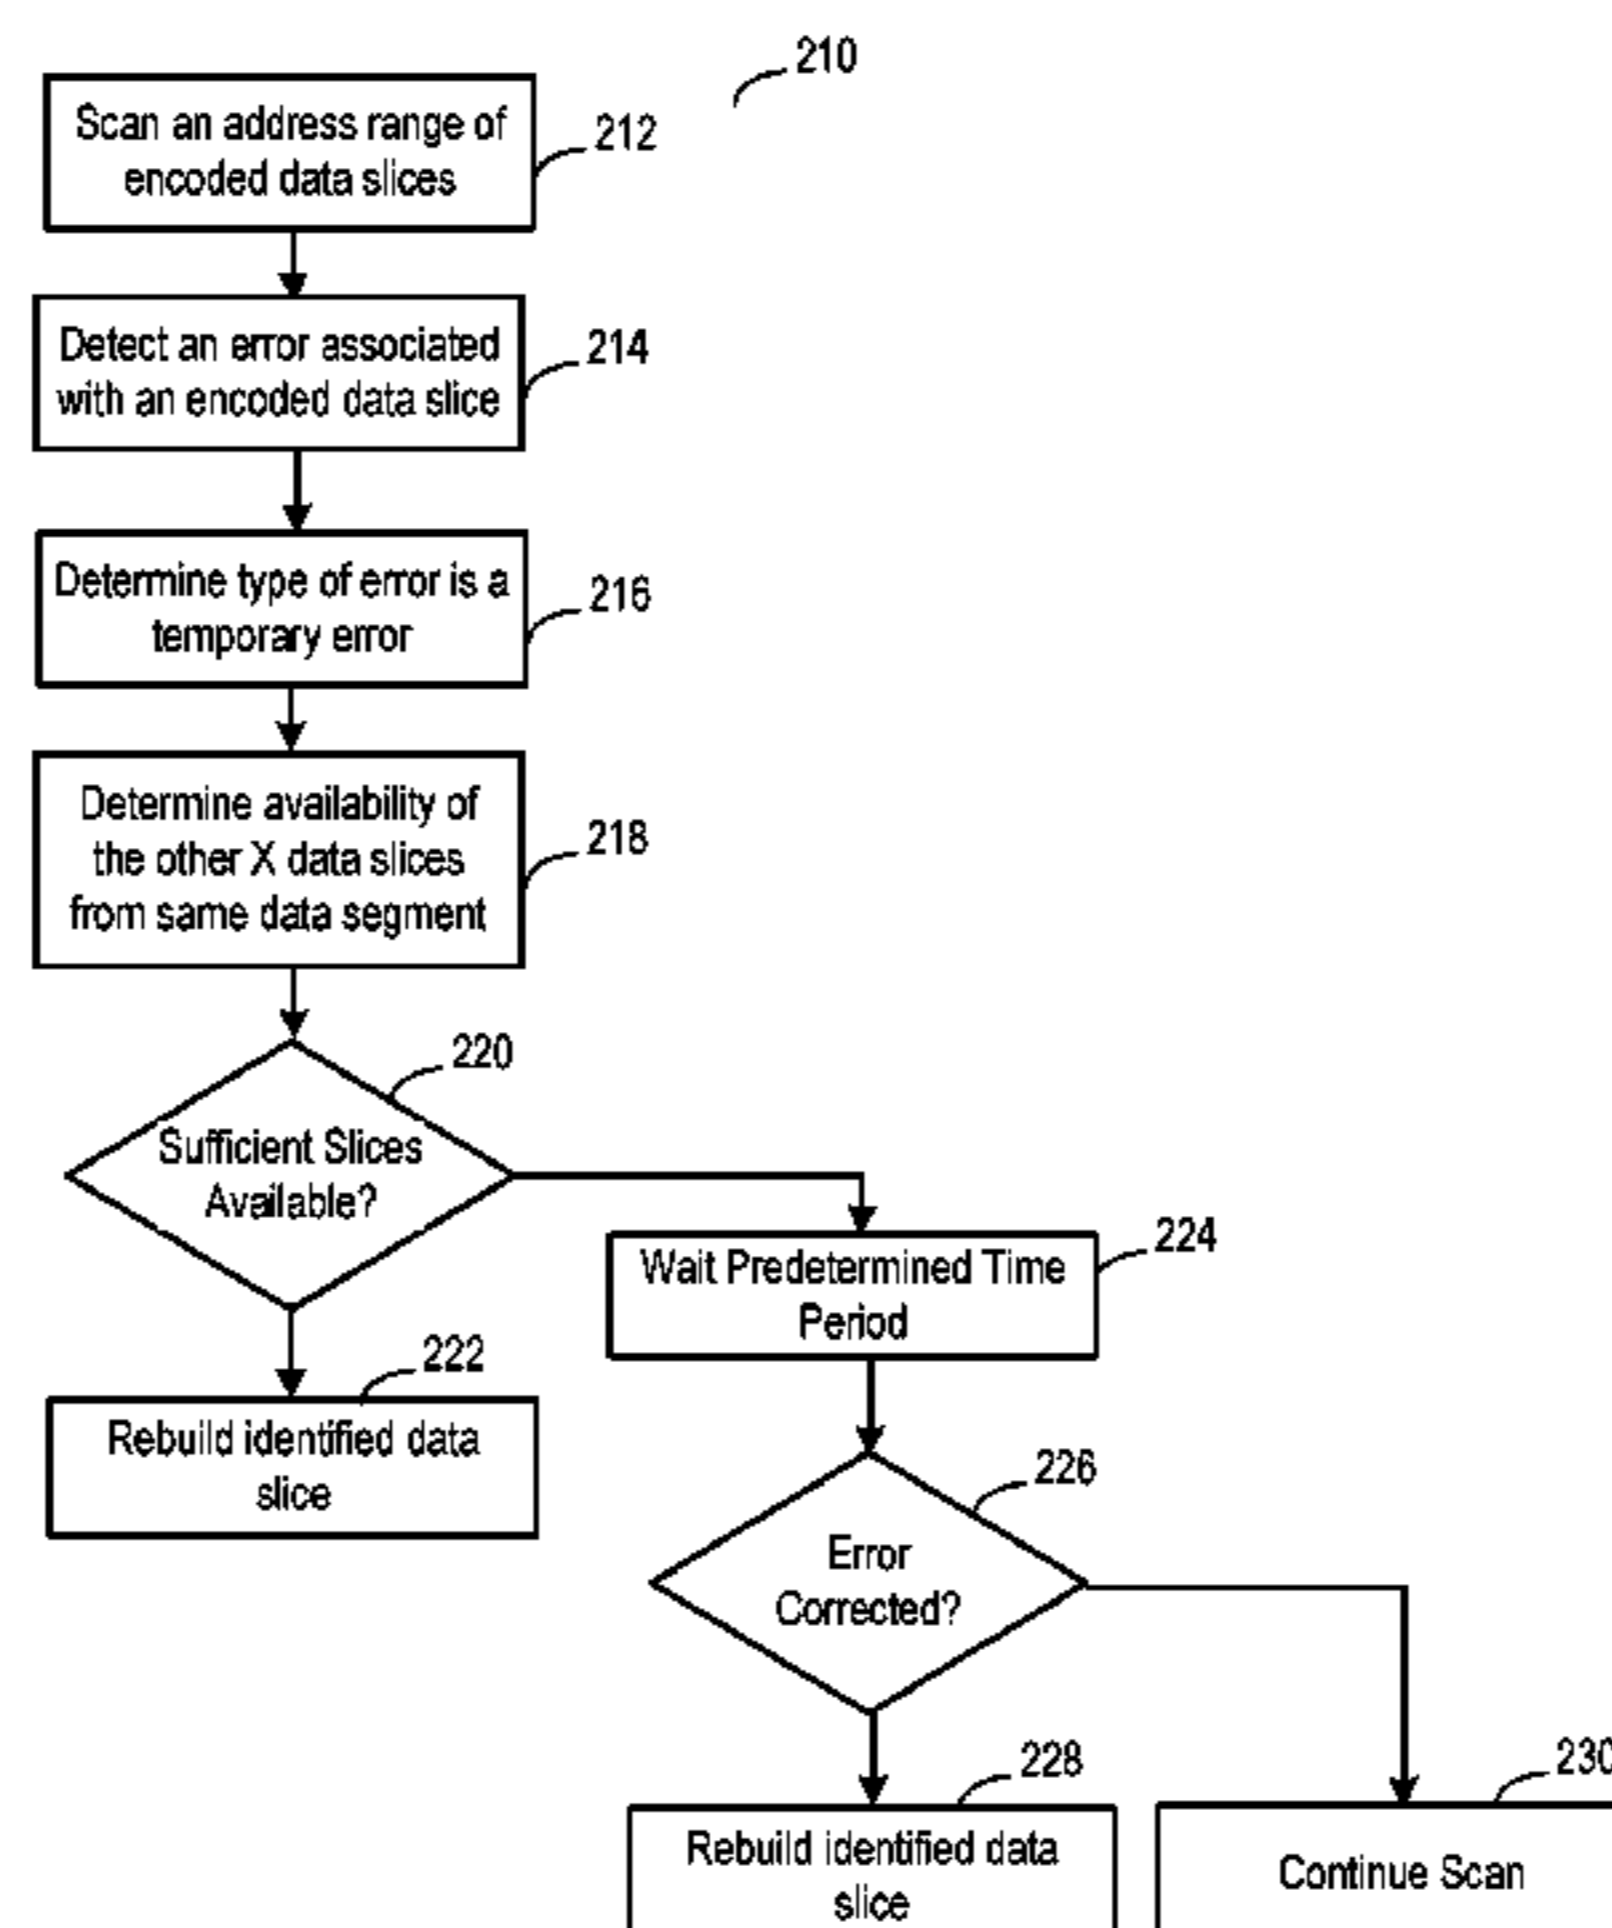 210
Scan an address range of
encoded data slices
212
Detect an error associated
with an encoded data slice
214
Determine type of error is a
temporary error
216
Determine availability of
the other X data slices
from same data segment
218
220
Sufficient Slices
Available?
224
Wait Predetermined Time
Period
222
Rebuild identified data
slice
226
Error
Corrected?
228
Rebuild identified data
slice
230
Continue Scan